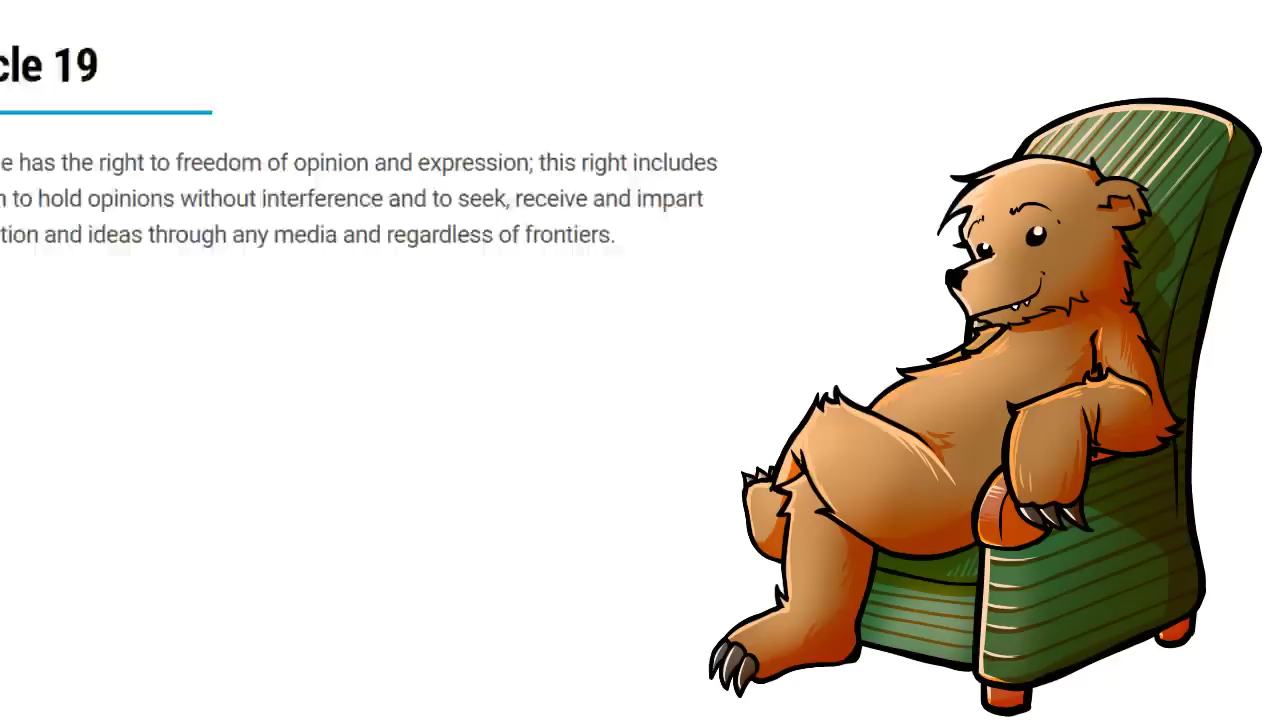 cle 19
e has the right to freedom of opinion and expression; this right includes
n to hold opinions without interference and to seek, receive and impart
tion and ideas through any media and regardless of frontiers.